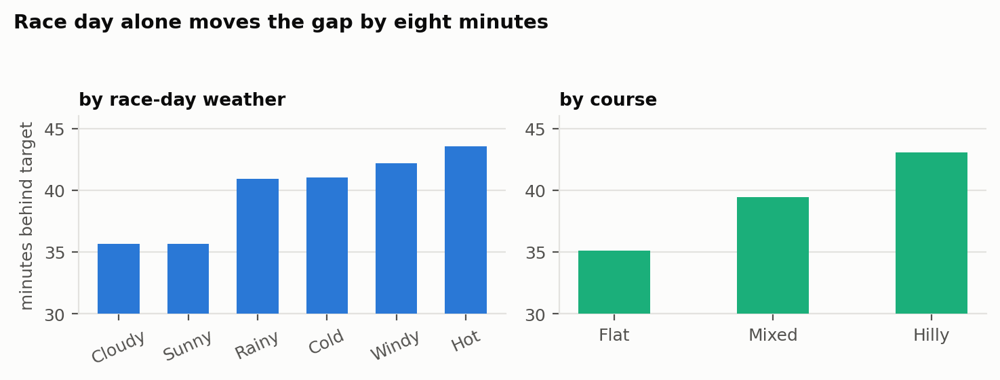 Race day alone moves the gap by eight minutes
by race-day weather
minutes behind target
45
40
35
30
Cloudy
Sunny
Rainy
Cold
Windy
Hot
by course
45
40
35
30
Flat
Mixed
Hilly